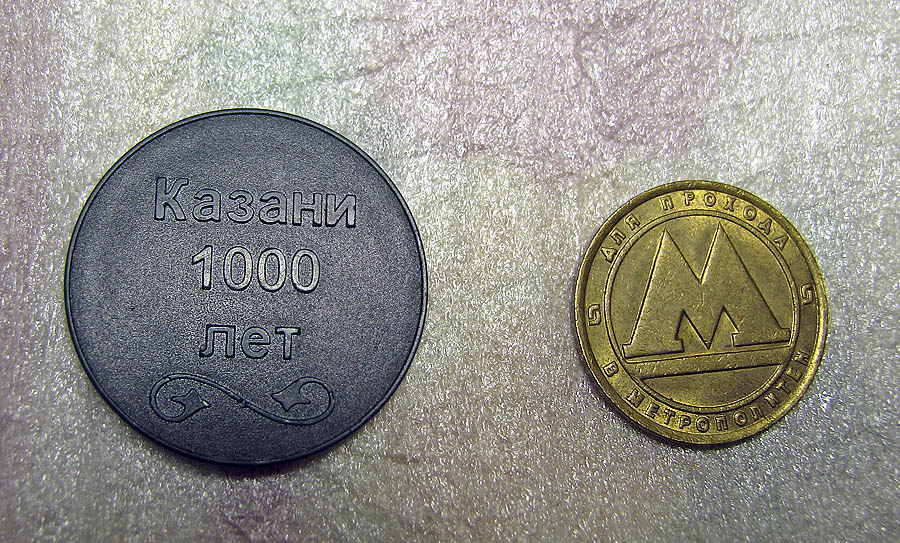 Казани
1000
лет
ДЛЯ ПРОХОДА
М
В МЕТРОПОЛИТЕН